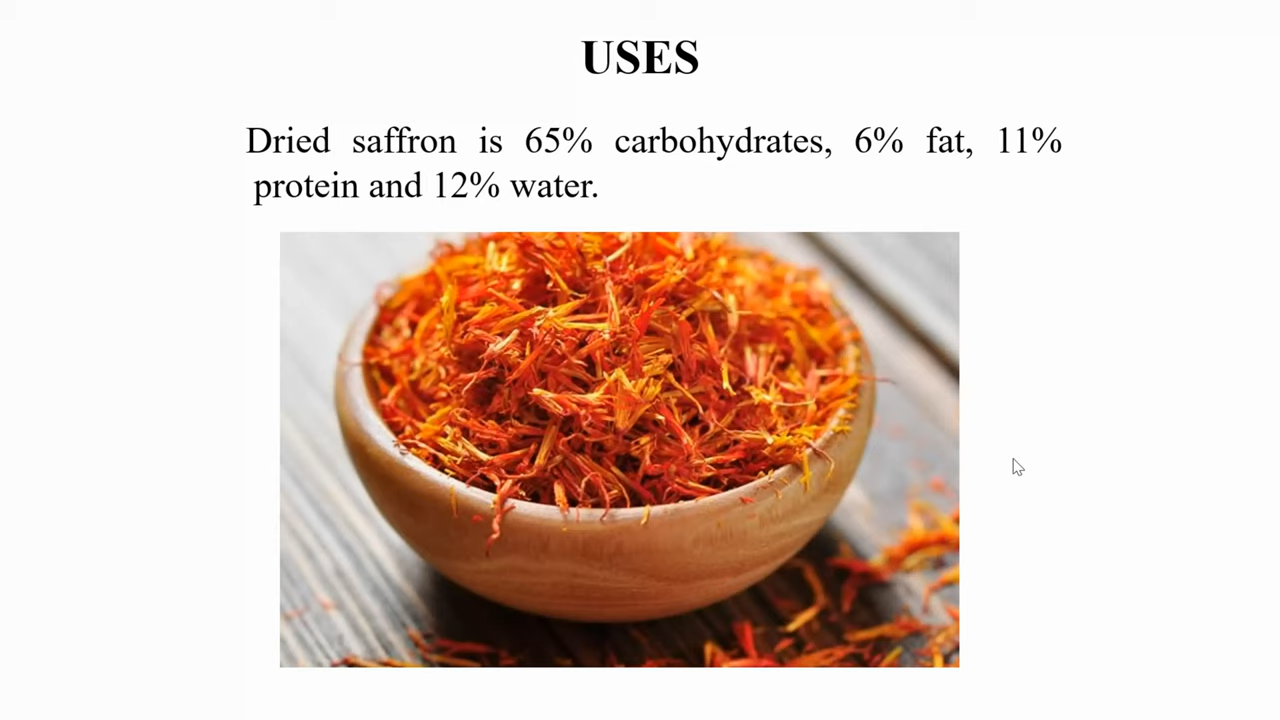 USES
Dried saffron is 65% carbohydrates, 6% fat, 11%
protein and 12% water.